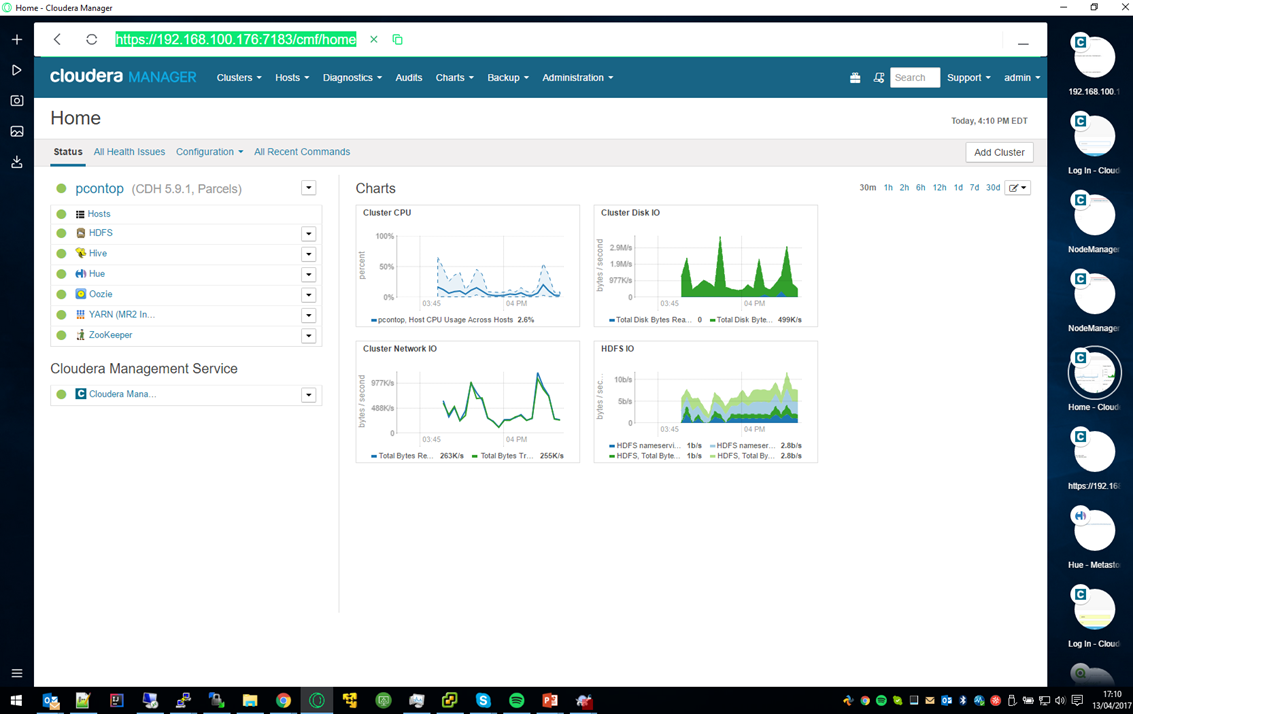 Home - Cloudera Manager
https://192.168.100.176:7183/cmf/home
cloudera MANAGER Clusters Hosts Diagnostics Audits Charts Backup Administration Search Support admin
Home
Today, 4:10 PM EDT
Status All Health Issues Configuration All Recent Commands Add Cluster
pcontop (CDH 5.9.1, Parcels)
Hosts
HDFS
Hive
Hue
Oozie
YARN (MR2 In...
ZooKeeper
Cloudera Management Service
Cloudera Mana...
Charts
30m 1h 2h 6h 12h 1d 7d 30d
Cluster CPU
percent
100%
50%
0%
03:45 04 PM
pcontop, Host CPU Usage Across Hosts 2.6%
Cluster Disk IO
bytes / second
2.9M/s
1.9M/s
977K/s
0
03:45 04 PM
Total Disk Bytes Rea... 0 Total Disk Byte... 499K/s
Cluster Network IO
bytes / second
977K/s
488K/s
0
03:45 04 PM
Total Bytes Re... 263K/s Total Bytes Tr... 255K/s
HDFS IO
bytes / sec...
10b/s
5b/s
0
03:45 04 PM
HDFS nameservi... 1b/s HDFS nameser... 2.8b/s
HDFS, Total Byte... 1b/s HDFS, Total By... 2.8b/s
192.168.100.1
Log In - Cloud
NodeManager
NodeManager
Home - Cloud
https://192.168
Hue - Metasto
Log In - Cloud
17:10
13/04/2017